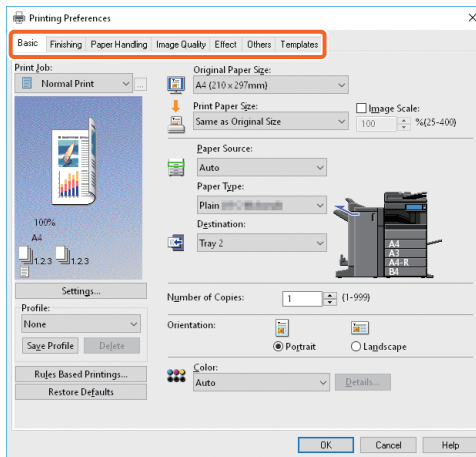 Printing Preferences
Basic Finishing Paper Handling Image Quality Effect Others Templates
Print Job:
Normal Print
...
100%
A4
1.2.3 1.2.3
Settings...
Profile:
None
Save Profile Delete
Rules Based Printings...
Restore Defaults
Original Paper Size:
A4 (210 x 297mm)
Print Paper Size:
Same as Original Size
Image Scale:
100 %(25-400)
Paper Source:
Auto
Paper Type:
Plain
Destination:
Tray 2
A4
A3
A4-R
B4
Number of Copies: 1 (1-999)
Orientation:
Portrait Landscape
Color:
Auto
Details...
OK Cancel Help